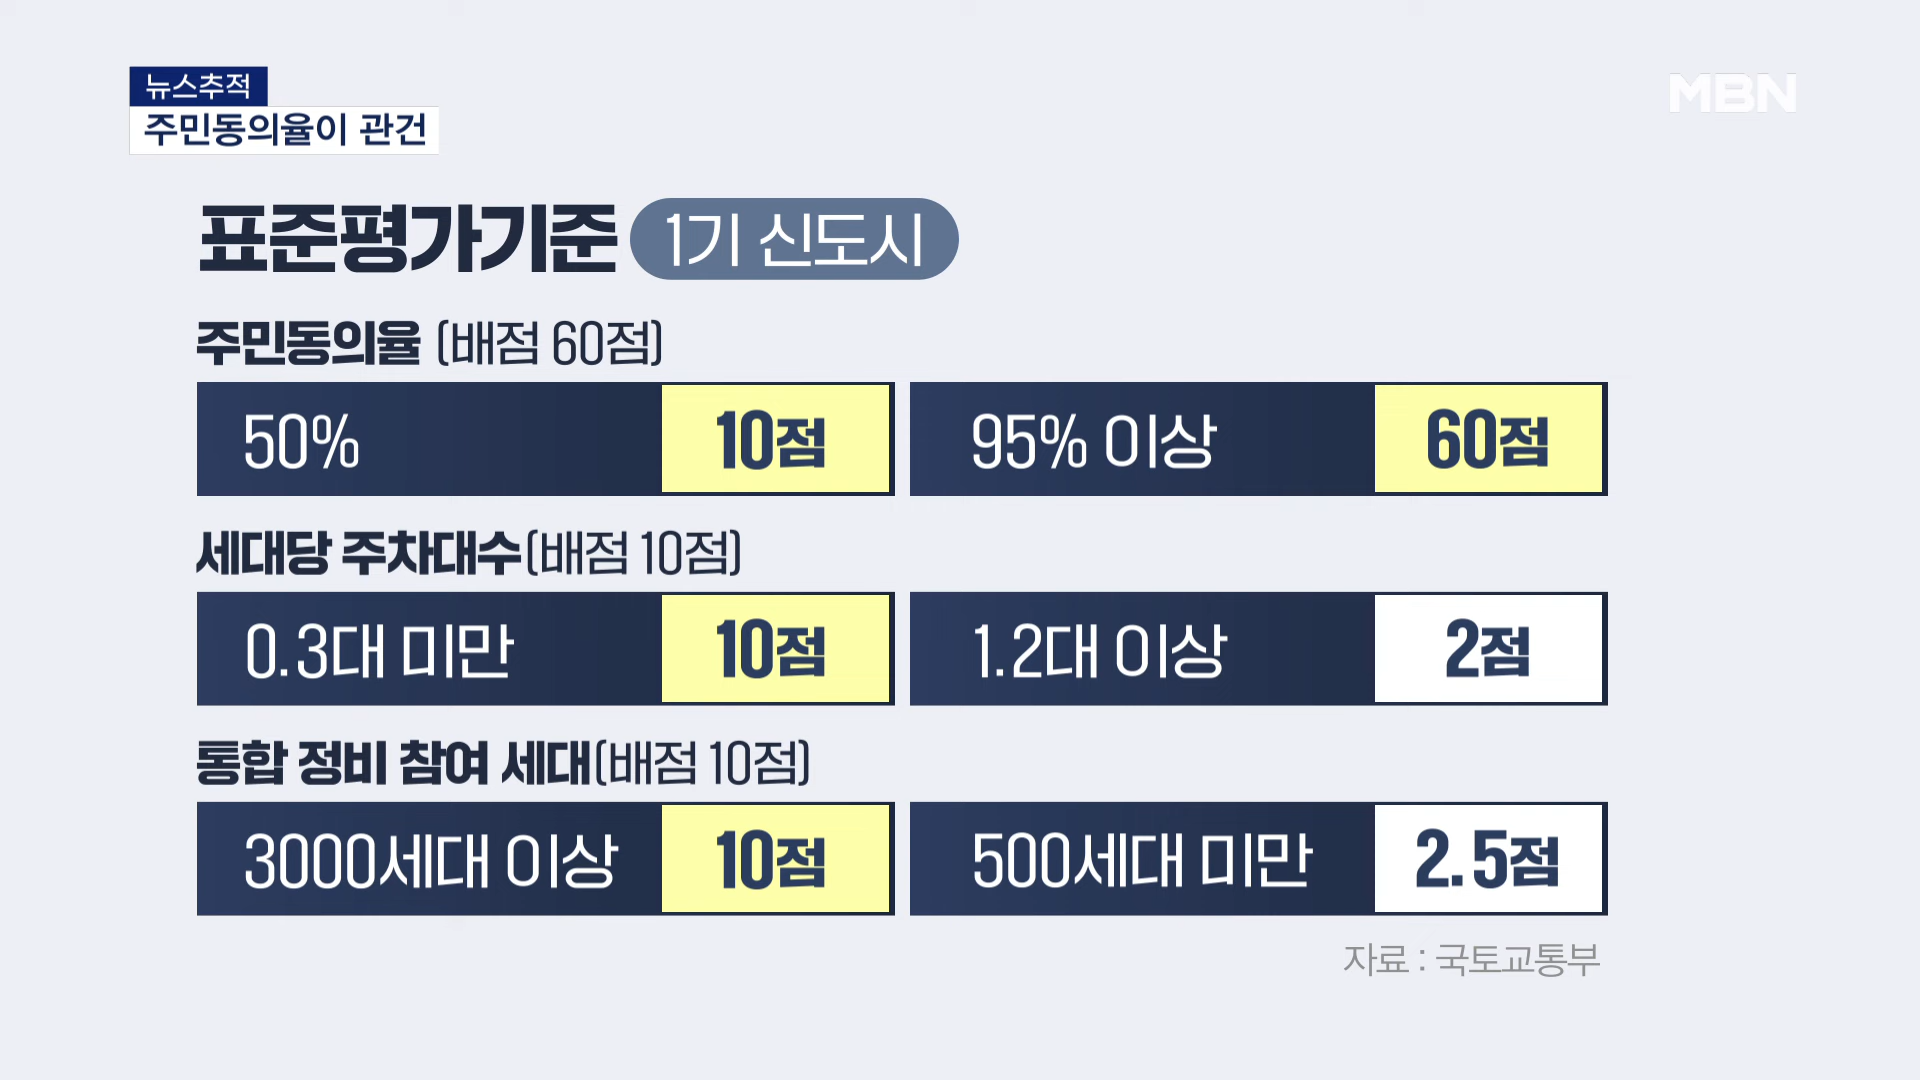 뉴스추적
주민동의율이 관건
MBN
표준평가기준 1기 신도시
주민동의율 (배점 60점)
50% 10점 95% 이상 60점
세대당 주차대수(배점 10점)
0.3대 미만 10점 1.2대 이상 2점
통합 정비 참여 세대(배점 10점)
3000세대 이상 10점 500세대 미만 2.5점
자료 : 국토교통부